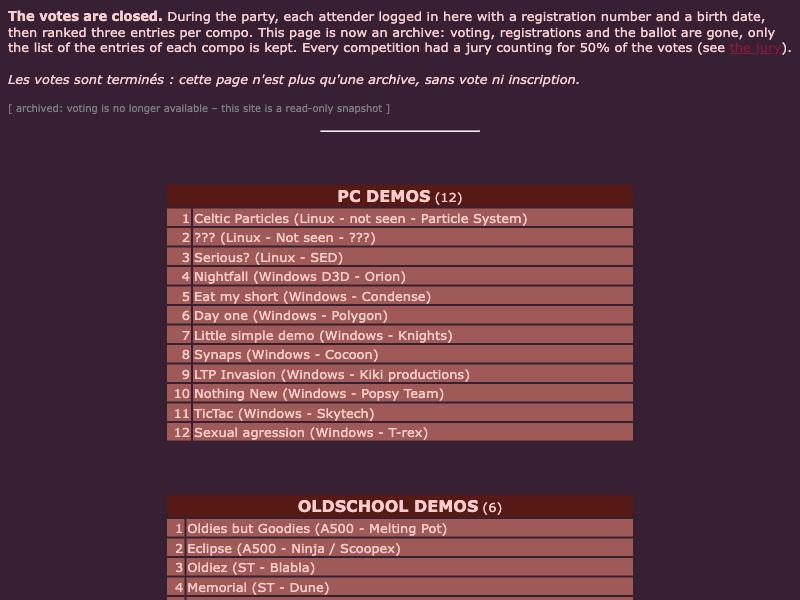 The votes are closed. During the party, each attender logged in here with a registration number and a birth date,
then ranked three entries per compo. This page is now an archive: voting, registrations and the ballot are gone, only
the list of the entries of each compo is kept. Every competition had a jury counting for 50% of the votes (see the jury).
Les votes sont terminés : cette page n'est plus qu'une archive, sans vote ni inscription.
[ archived: voting is no longer available – this site is a read-only snapshot ]
PC DEMOS (12)
1 Celtic Particles (Linux - not seen - Particle System)
2 ??? (Linux - Not seen - ???)
3 Serious? (Linux - SED)
4 Nightfall (Windows D3D - Orion)
5 Eat my short (Windows - Condense)
6 Day one (Windows - Polygon)
7 Little simple demo (Windows - Knights)
8 Synaps (Windows - Cocoon)
9 LTP Invasion (Windows - Kiki productions)
10 Nothing New (Windows - Popsy Team)
11 TicTac (Windows - Skytech)
12 Sexual agression (Windows - T-rex)
OLDSCHOOL DEMOS (6)
1 Oldies but Goodies (A500 - Melting Pot)
2 Eclipse (A500 - Ninja / Scoopex)
3 Oldiez (ST - Blabla)
4 Memorial (ST - Dune)